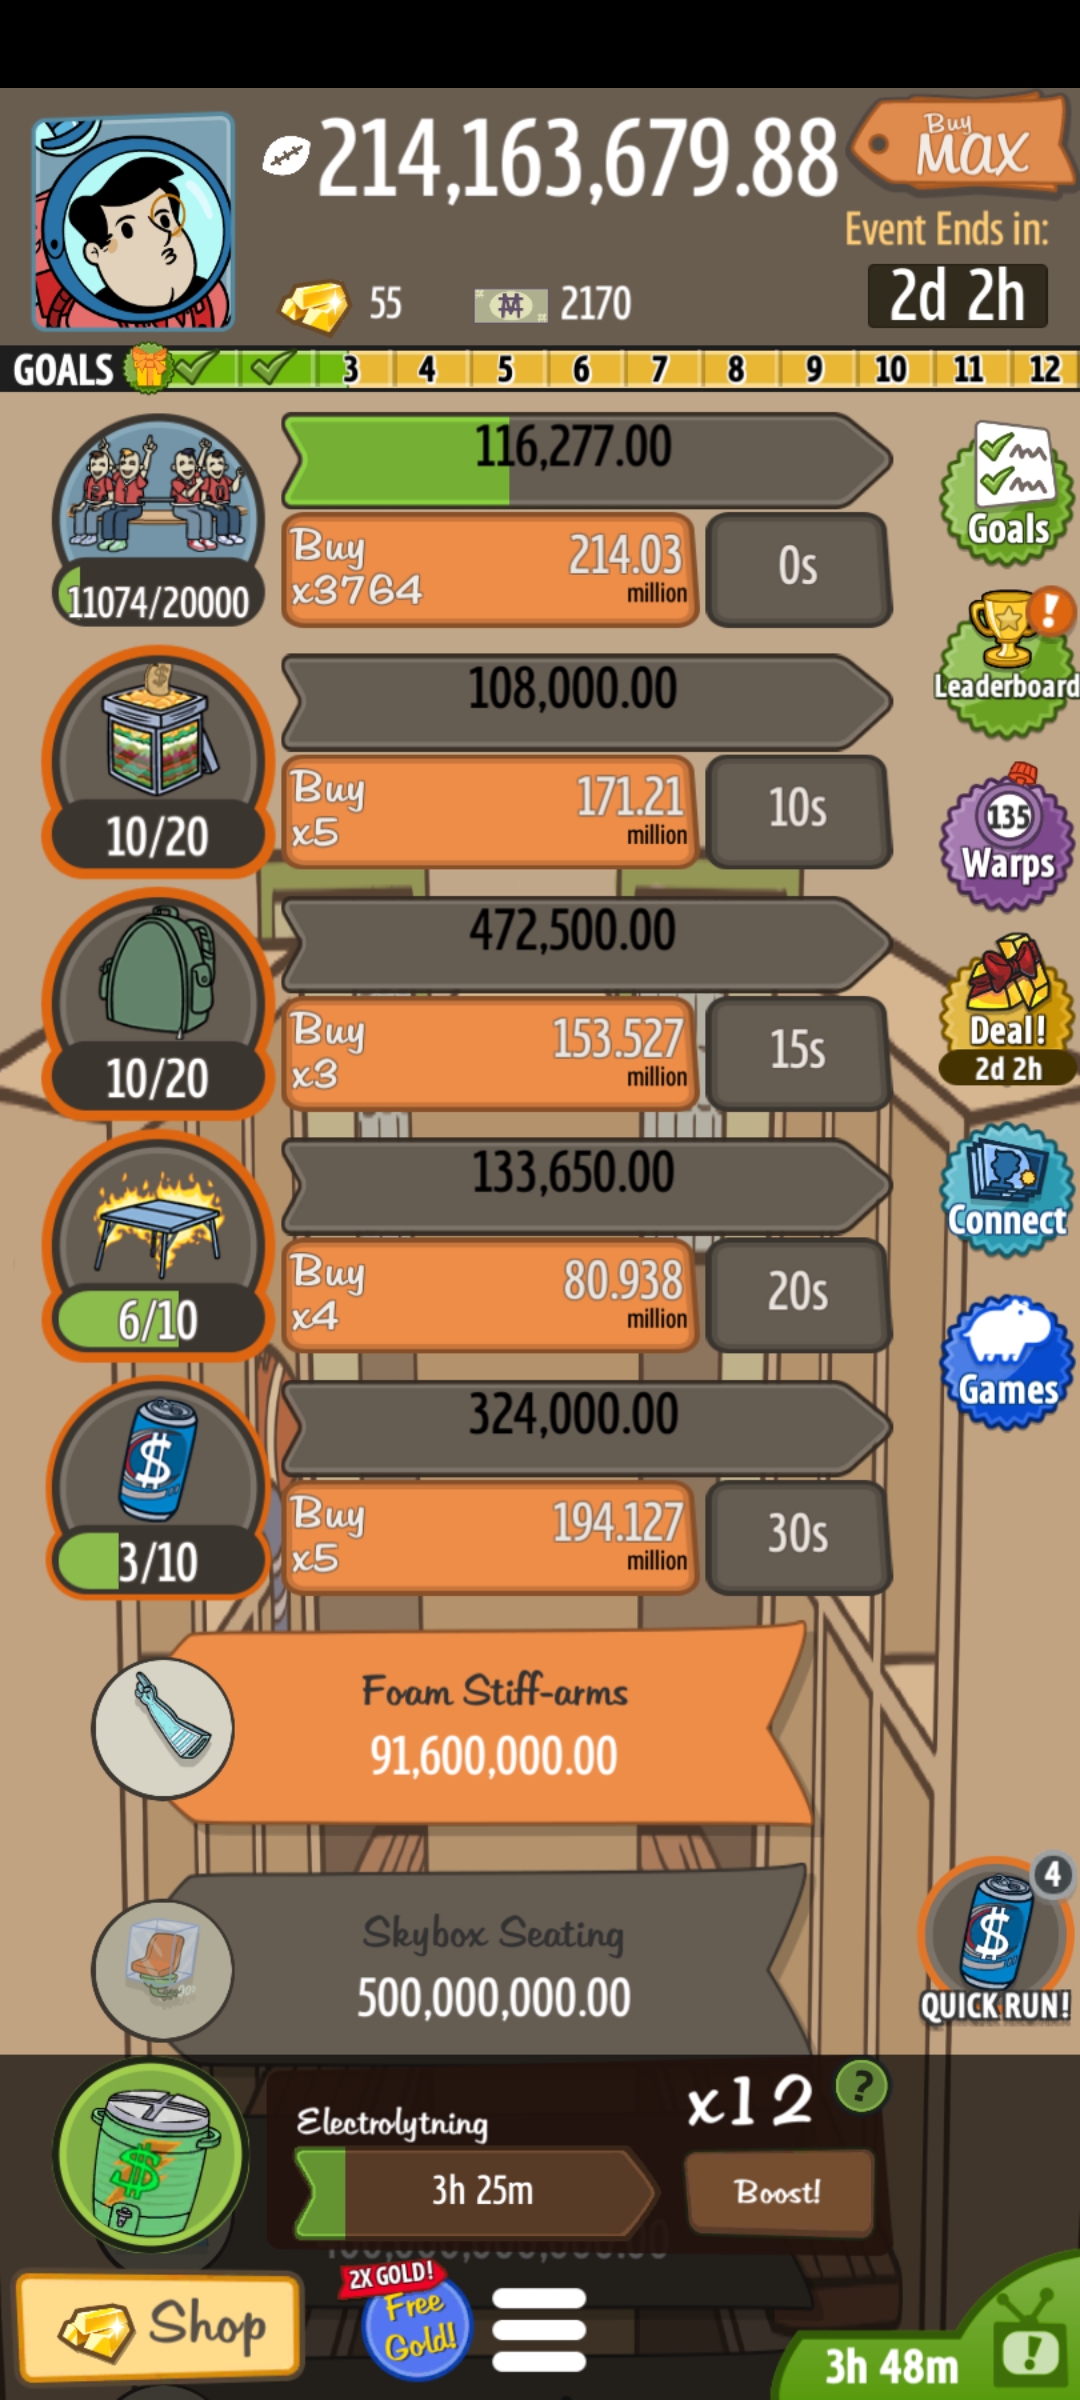 214,163,679.88
Buy
MAX
Event Ends in:
55
2170
2d 2h
GOALS 3 4 5 6 7 8 9 10 11 12
116,277.00
Buy
x3764
214.03
million
0s
11074/20000
Goals
Leaderboard
108,000.00
Buy
x5
171.21
million
10s
10/20
135
Warps
472,500.00
Buy
x3
153.527
million
15s
10/20
Deal!
2d 2h
133,650.00
Buy
x4
80.938
million
20s
6/10
Connect
324,000.00
Buy
x5
194.127
million
30s
3/10
Games
Foam Stiff-arms
91,600,000.00
Skybox Seating
500,000,000.00
4
QUICK RUN!
Electrolytning
x12
?
3h 25m
Boost!
Shop
2X GOLD!
Free
Gold!
3h 48m